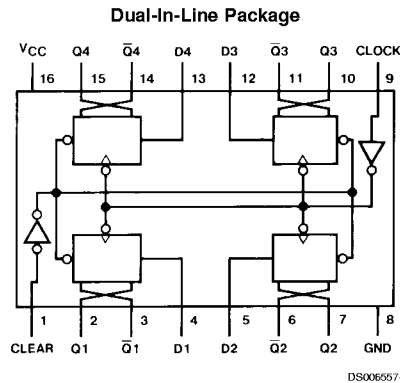 Dual-In-Line Package
VCC Q4 Q̅4 D4 D3 Q̅3 Q3 CLOCK
16 15 14 13 12 11 10 9
1 2 3 4 5 6 7 8
CLEAR Q1 Q̅1 D1 D2 Q̅2 Q2 GND
DS006557-